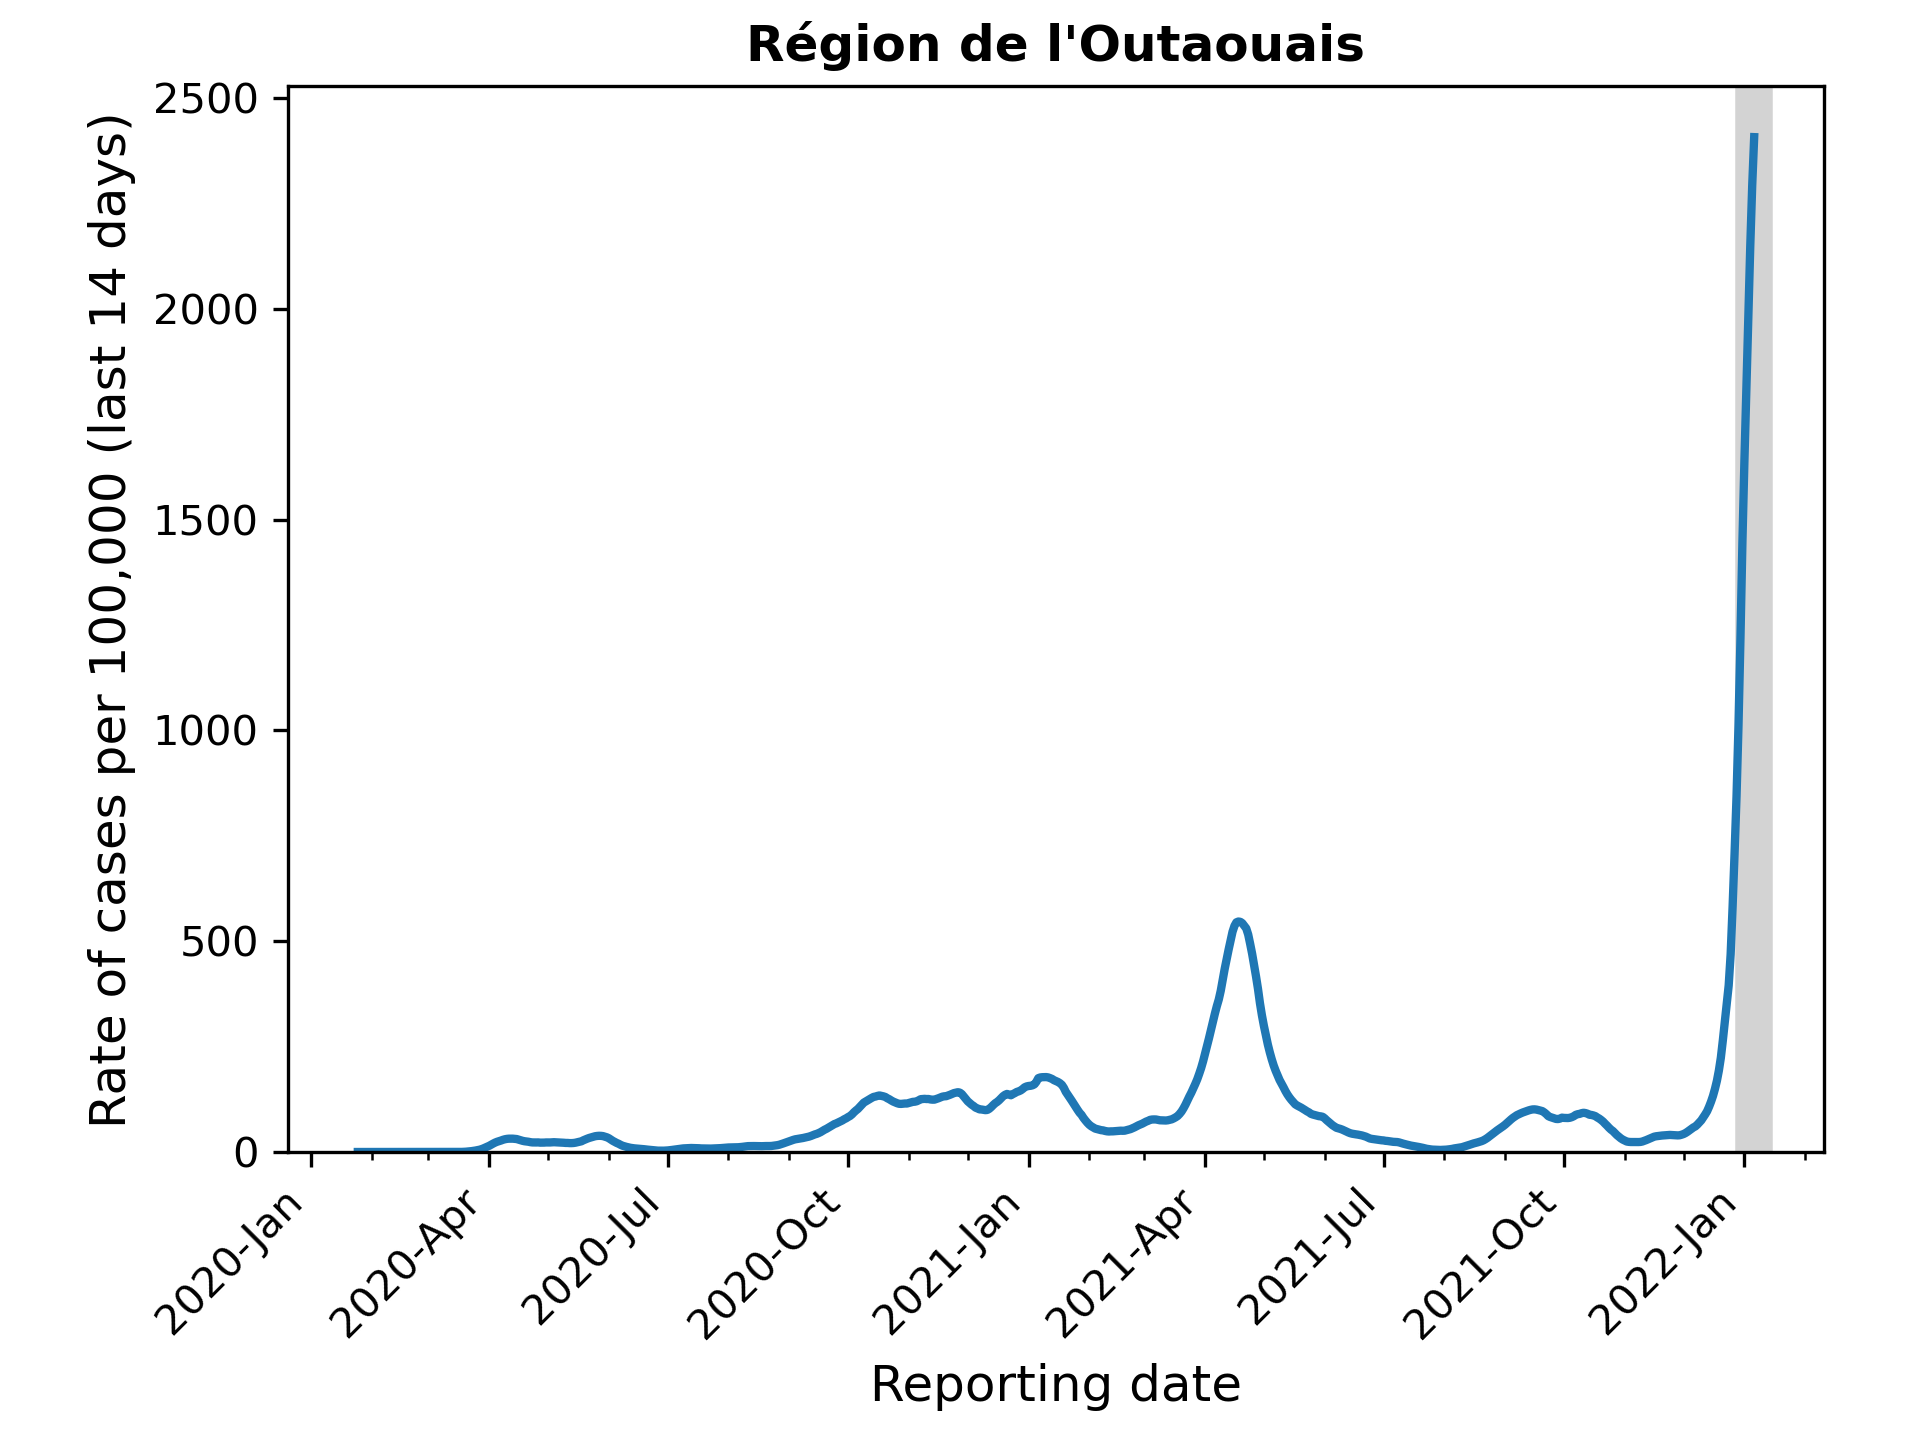 Région de l'Outaouais
Rate of cases per 100,000 (last 14 days)
2500
2000
1500
1000
500
0
2020-Jan
2020-Apr
2020-Jul
2020-Oct
2021-Jan
2021-Apr
2021-Jul
2021-Oct
2022-Jan
Reporting date